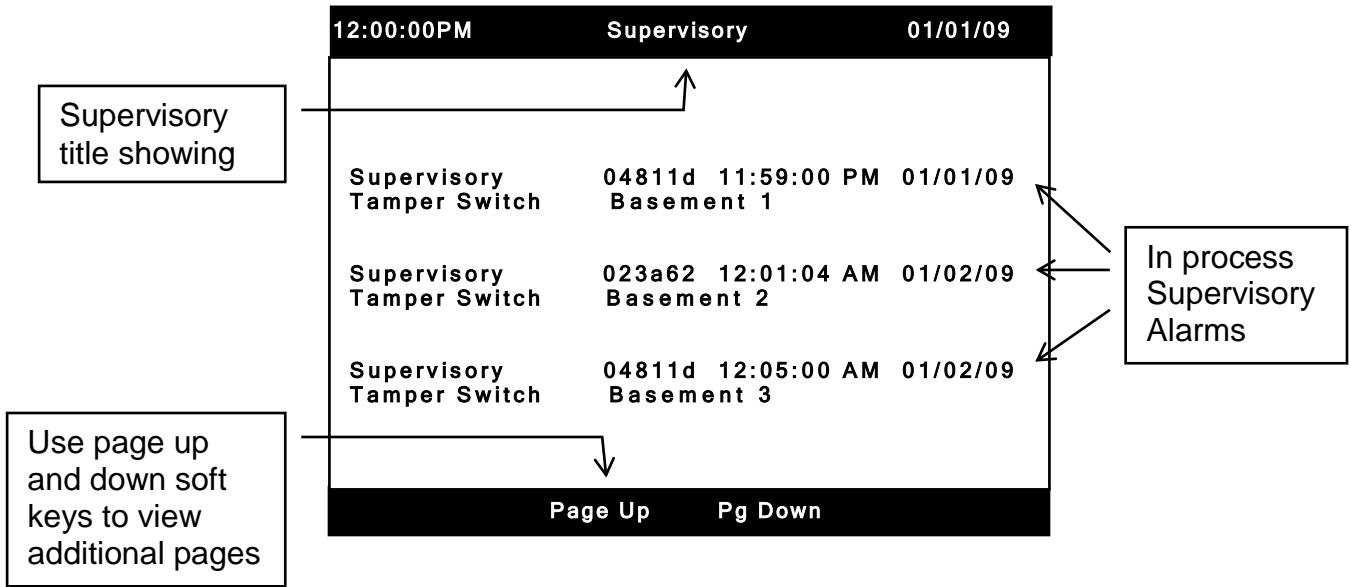 12:00:00PM Supervisory 01/01/09
Supervisory
title showing
Supervisory 04811d 11:59:00 PM 01/01/09
Tamper Switch Basement 1
Supervisory 023a62 12:01:04 AM 01/02/09
Tamper Switch Basement 2
Supervisory 04811d 12:05:00 AM 01/02/09
Tamper Switch Basement 3
In process
Supervisory
Alarms
Use page up
and down soft
keys to view
additional pages
Page Up Pg Down